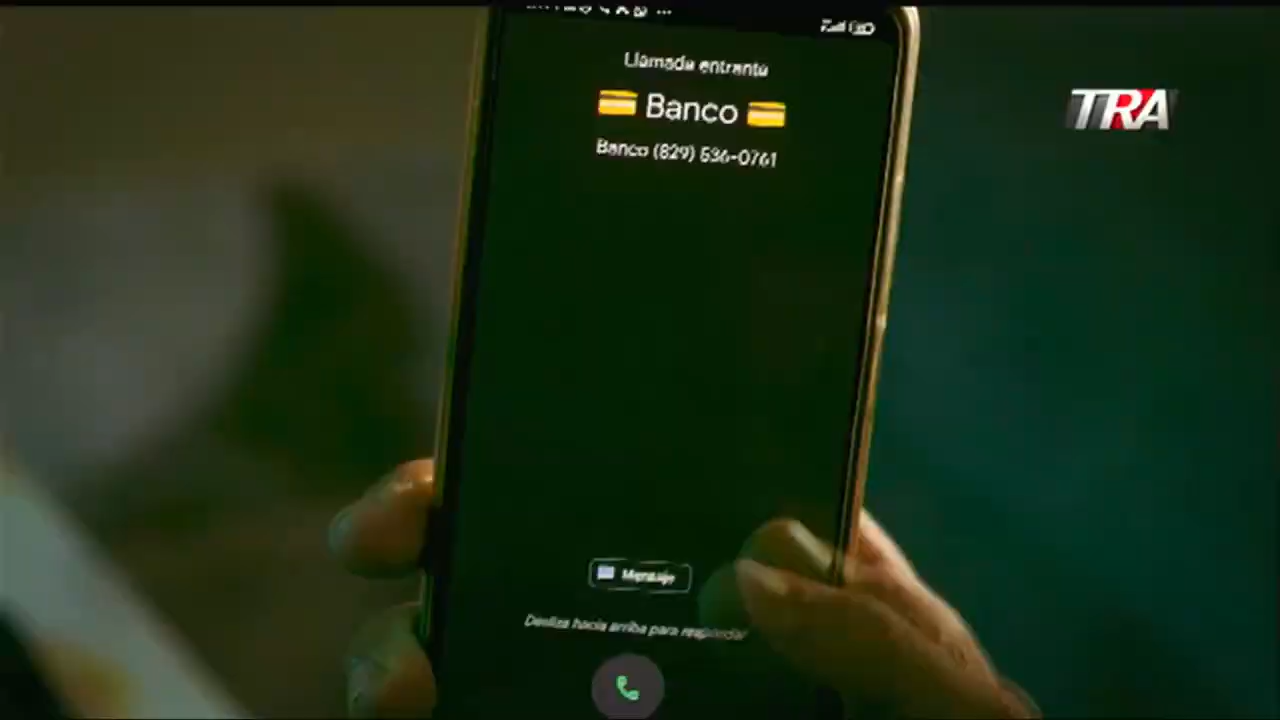 Llamada entrante
TRA
💳 Banco 💳
Banco (829) 536-0761
Mensaje
Desliza hacia arriba para responder